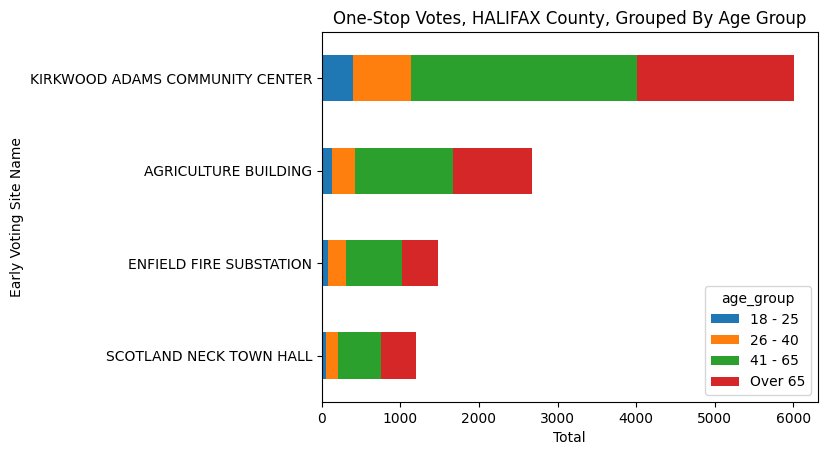 One-Stop Votes, HALIFAX County, Grouped By Age Group
Early Voting Site Name
KIRKWOOD ADAMS COMMUNITY CENTER
AGRICULTURE BUILDING
ENFIELD FIRE SUBSTATION
SCOTLAND NECK TOWN HALL
age_group
18 - 25
26 - 40
41 - 65
Over 65
0 1000 2000 3000 4000 5000 6000
Total